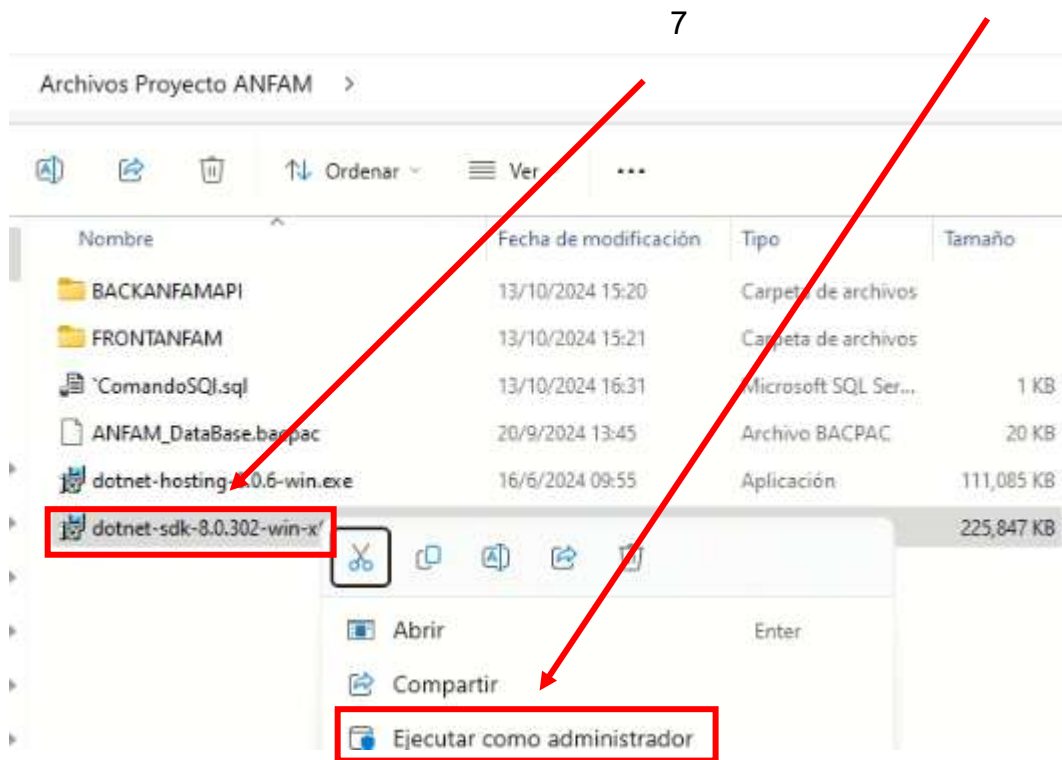 7
Archivos Proyecto ANFAM >
Ordenar Ver ...
Nombre Fecha de modificación Tipo Tamaño
BACKANFAMAPI 13/10/2024 15:20 Carpeta de archivos
FRONTANFAM 13/10/2024 15:21 Carpeta de archivos
`ComandoSQl.sql 13/10/2024 16:31 Microsoft SQL Ser... 1 KB
ANFAM_DataBase.bacpac 20/9/2024 13:45 Archivo BACPAC 20 KB
dotnet-hosting- .0.6-win.exe 16/6/2024 09:55 Aplicación 111,085 KB
dotnet-sdk-8.0.302-win-x 225,847 KB
Abrir Enter
Compartir
Ejecutar como administrador